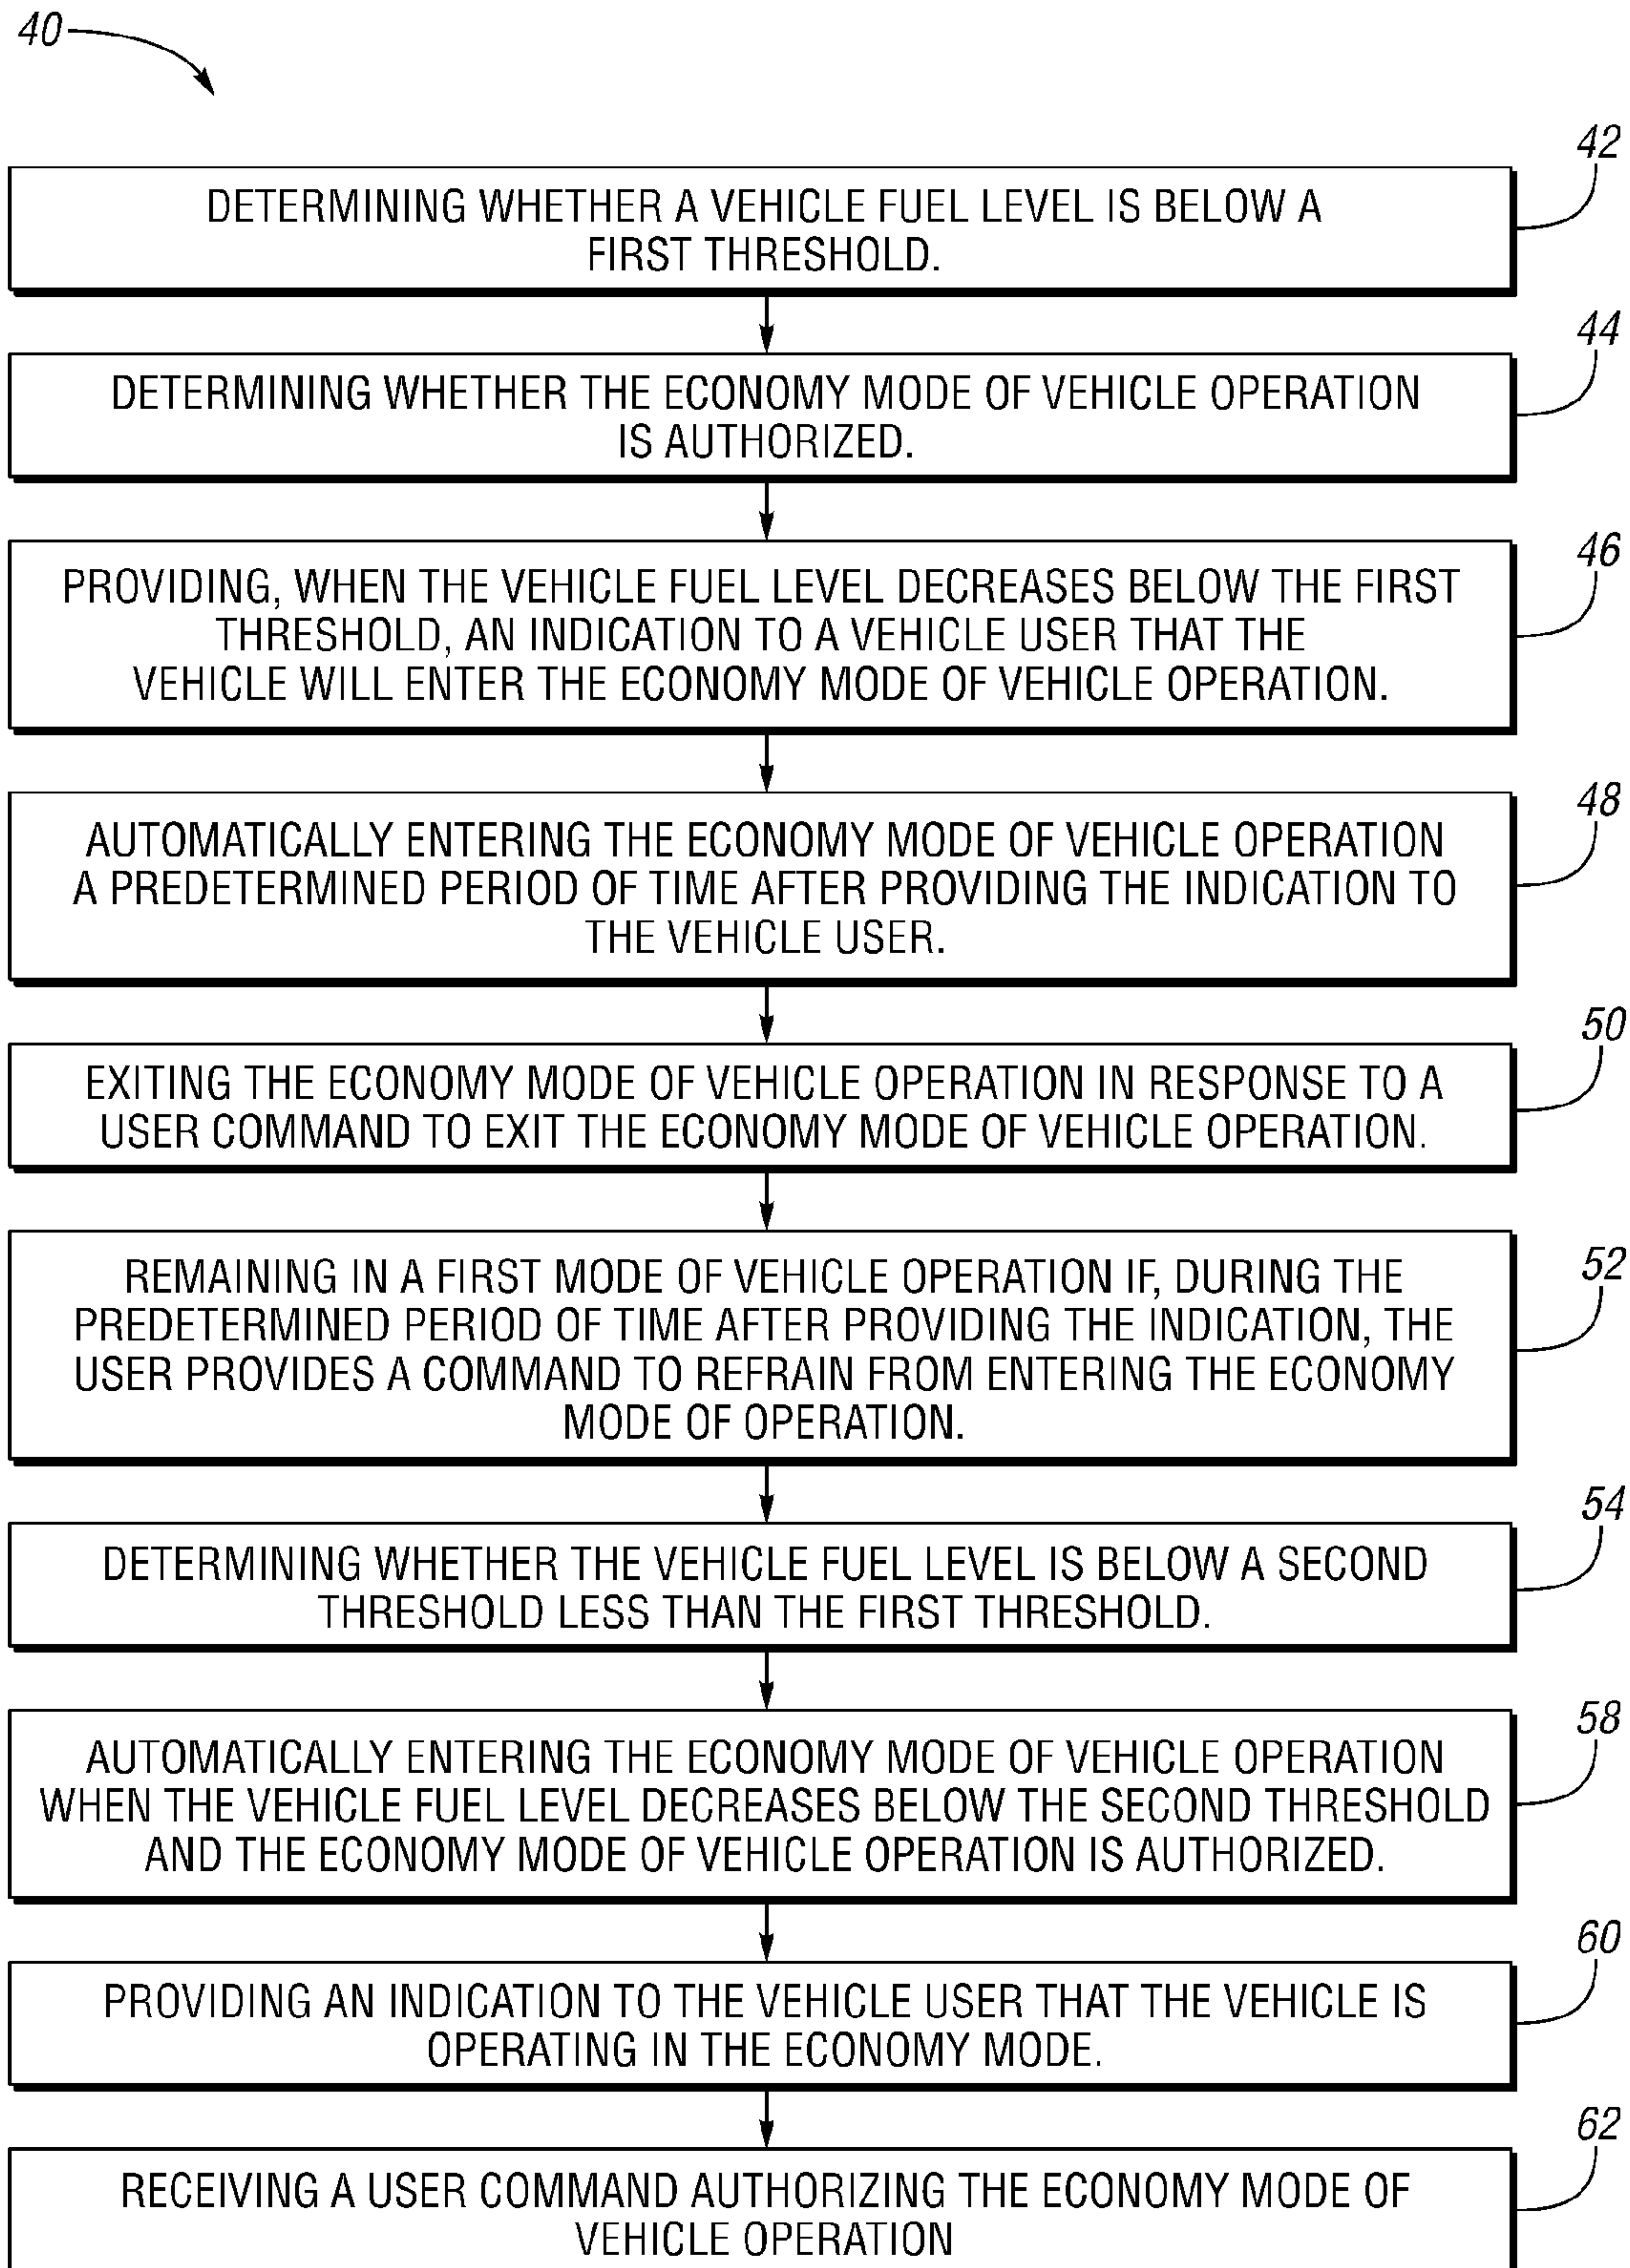 40
42
DETERMINING WHETHER A VEHICLE FUEL LEVEL IS BELOW A
FIRST THRESHOLD.
44
DETERMINING WHETHER THE ECONOMY MODE OF VEHICLE OPERATION
IS AUTHORIZED.
46
PROVIDING, WHEN THE VEHICLE FUEL LEVEL DECREASES BELOW THE FIRST
THRESHOLD, AN INDICATION TO A VEHICLE USER THAT THE
VEHICLE WILL ENTER THE ECONOMY MODE OF VEHICLE OPERATION.
48
AUTOMATICALLY ENTERING THE ECONOMY MODE OF VEHICLE OPERATION
A PREDETERMINED PERIOD OF TIME AFTER PROVIDING THE INDICATION TO
THE VEHICLE USER.
50
EXITING THE ECONOMY MODE OF VEHICLE OPERATION IN RESPONSE TO A
USER COMMAND TO EXIT THE ECONOMY MODE OF VEHICLE OPERATION.
52
REMAINING IN A FIRST MODE OF VEHICLE OPERATION IF, DURING THE
PREDETERMINED PERIOD OF TIME AFTER PROVIDING THE INDICATION, THE
USER PROVIDES A COMMAND TO REFRAIN FROM ENTERING THE ECONOMY
MODE OF OPERATION.
54
DETERMINING WHETHER THE VEHICLE FUEL LEVEL IS BELOW A SECOND
THRESHOLD LESS THAN THE FIRST THRESHOLD.
58
AUTOMATICALLY ENTERING THE ECONOMY MODE OF VEHICLE OPERATION
WHEN THE VEHICLE FUEL LEVEL DECREASES BELOW THE SECOND THRESHOLD
AND THE ECONOMY MODE OF VEHICLE OPERATION IS AUTHORIZED.
60
PROVIDING AN INDICATION TO THE VEHICLE USER THAT THE VEHICLE IS
OPERATING IN THE ECONOMY MODE.
62
RECEIVING A USER COMMAND AUTHORIZING THE ECONOMY MODE OF
VEHICLE OPERATION